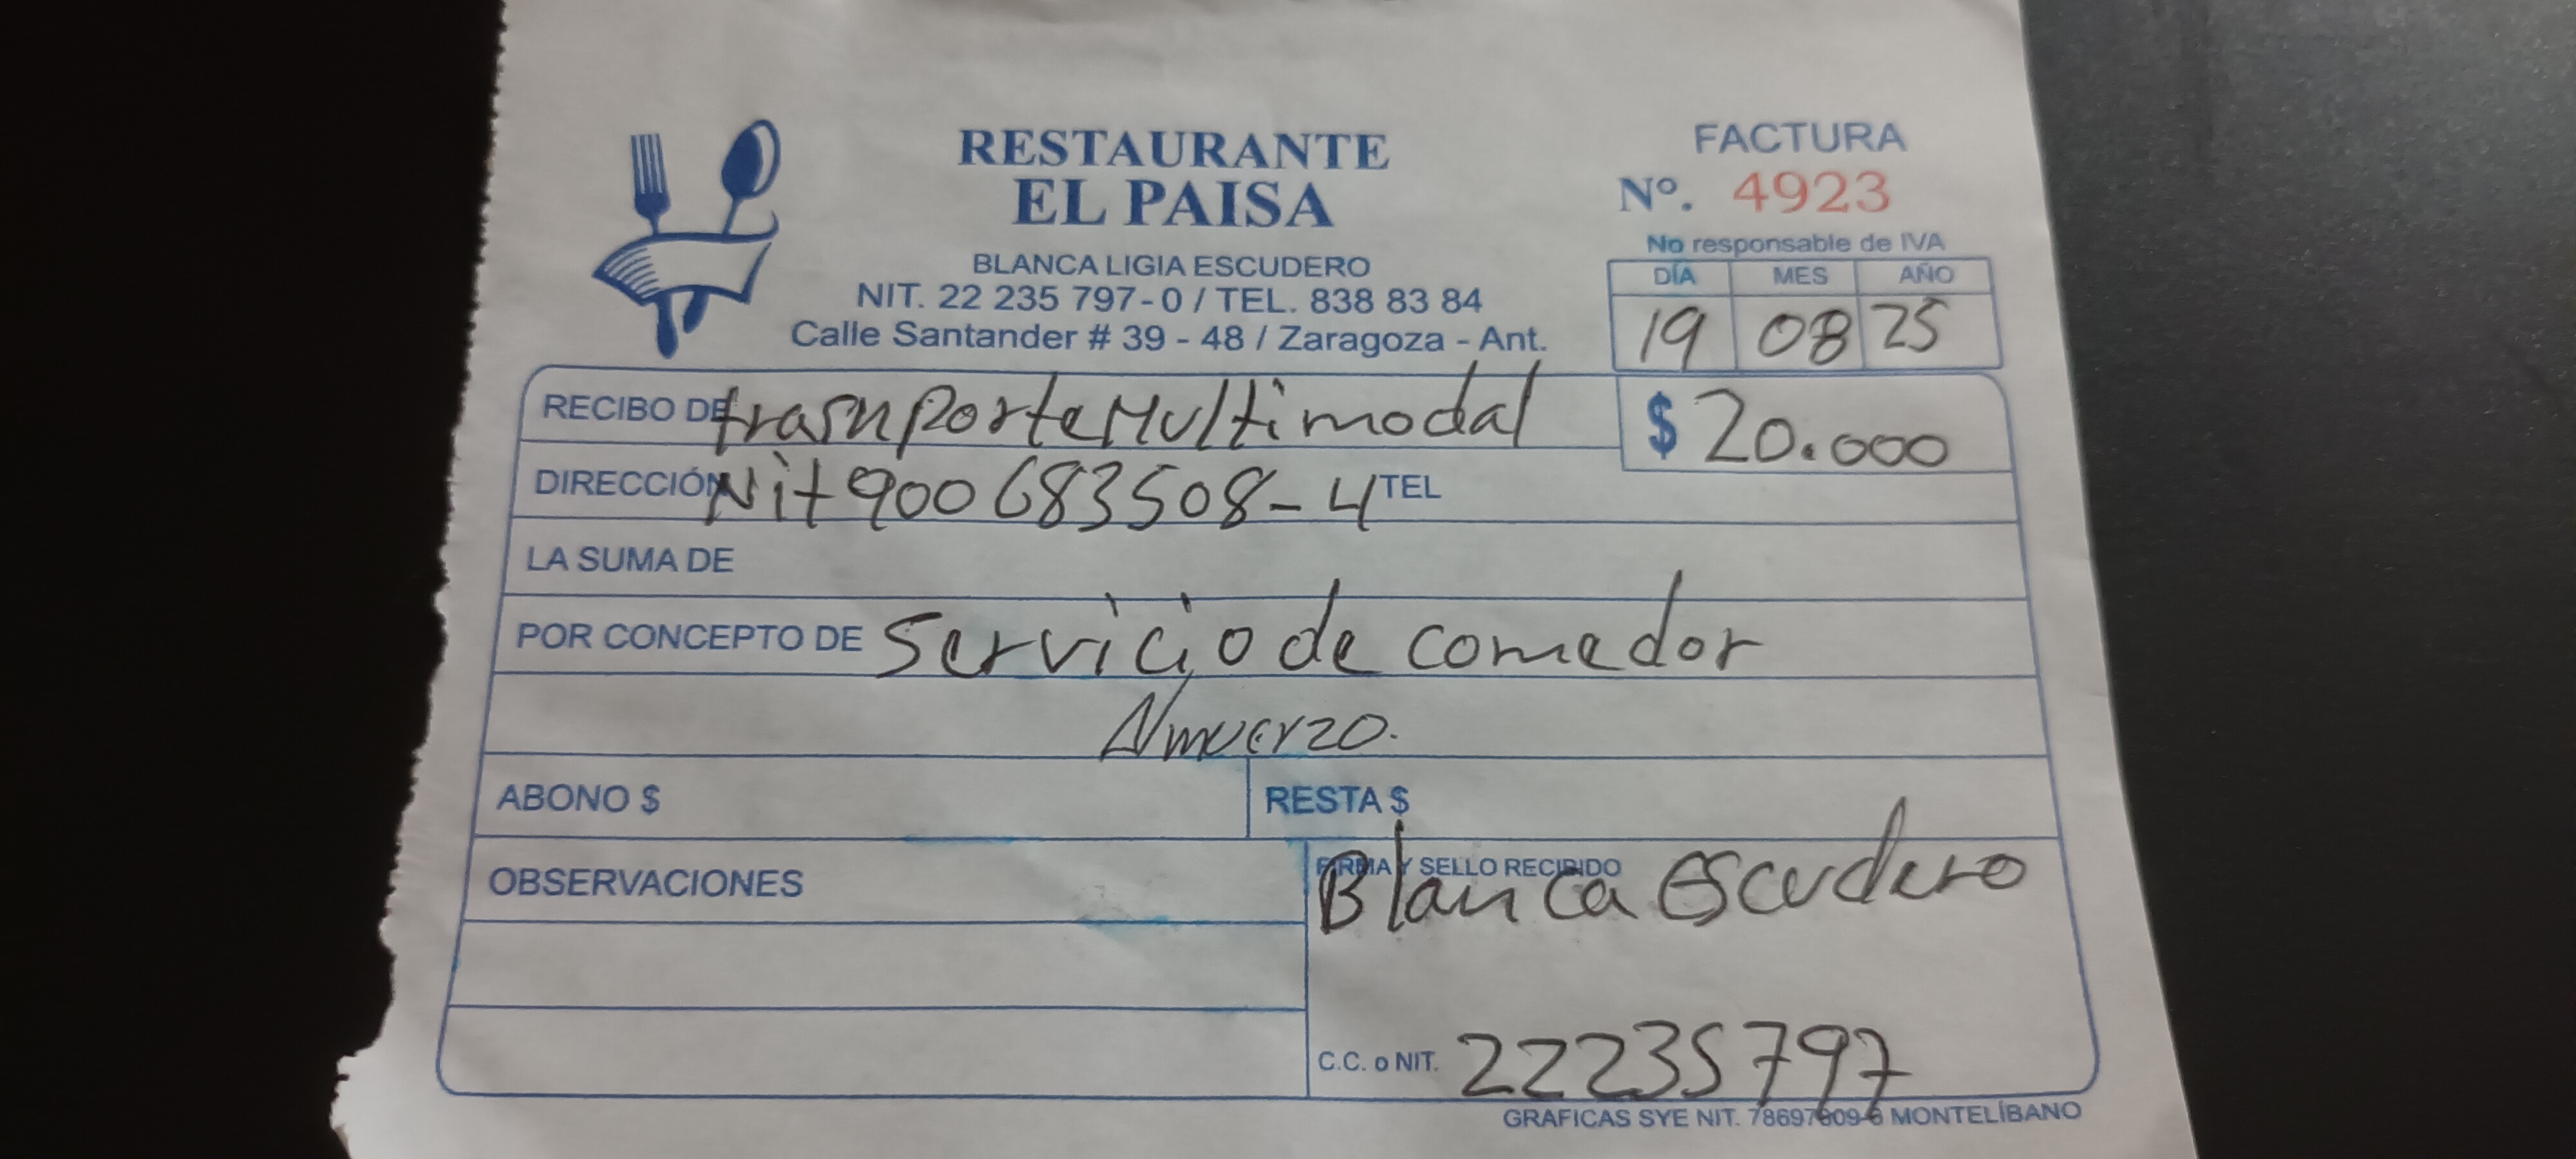 RESTAURANTE
EL PAISA
BLANCA LIGIA ESCUDERO
NIT. 22 235 797-0 / TEL. 838 83 84
Calle Santander # 39 - 48 / Zaragoza - Ant.
FACTURA
Nº. 4923
No responsable de IVA
DÍA MES AÑO
19 08 25
RECIBO DE trasnporte Multimodal
$ 20.000
DIRECCIÓN Nit 900683508-4 TEL
LA SUMA DE
POR CONCEPTO DE Servicio de comedor
Almuerzo.
ABONO $ RESTA $
OBSERVACIONES
FIRMA Y SELLO RECIBIDO
Blanca Escudero
C.C. o NIT. 22235797
GRAFICAS SYE NIT. MONTELÍBANO